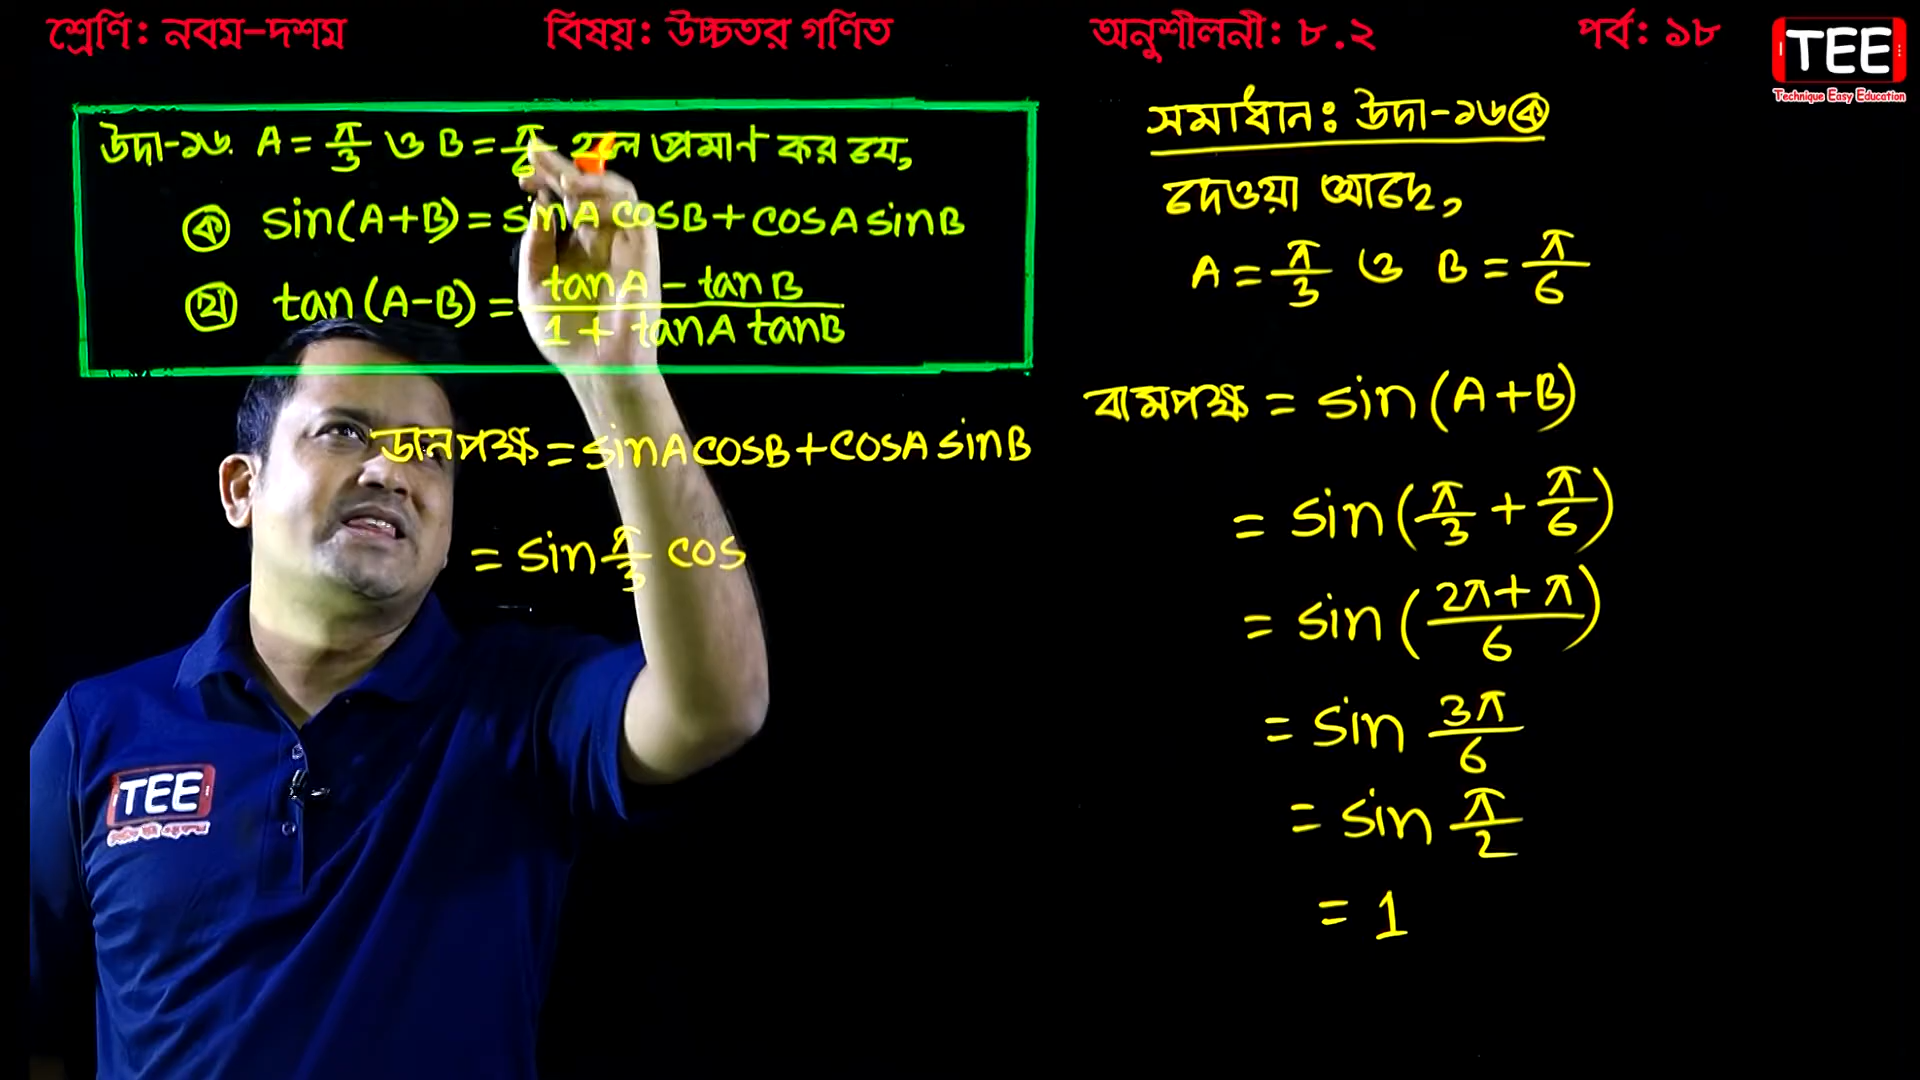 শ্রেণি: নবম-দশম বিষয়: উচ্চতর গণিত অনুশীলনী: ৮.২ পর্ব: ১৮
TEE
Technique Easy Education
উদা-১৬. A = π/3 ও B = π/6 হলে প্রমাণ কর যে,
ক sin(A+B) = sinA cosB + cosA sinB
খ tan(A-B) = (tanA - tanB)/(1 + tanA tanB)
ডানপক্ষ = sinA cosB + cosA sinB
= sin π/3 cos
সমাধান: উদা-১৬ ক
দেওয়া আছে,
A = π/3 ও B = π/6
বামপক্ষ = sin(A+B)
= sin(π/3 + π/6)
= sin((2π+π)/6)
= sin 3π/6
= sin π/2
= 1
TEE